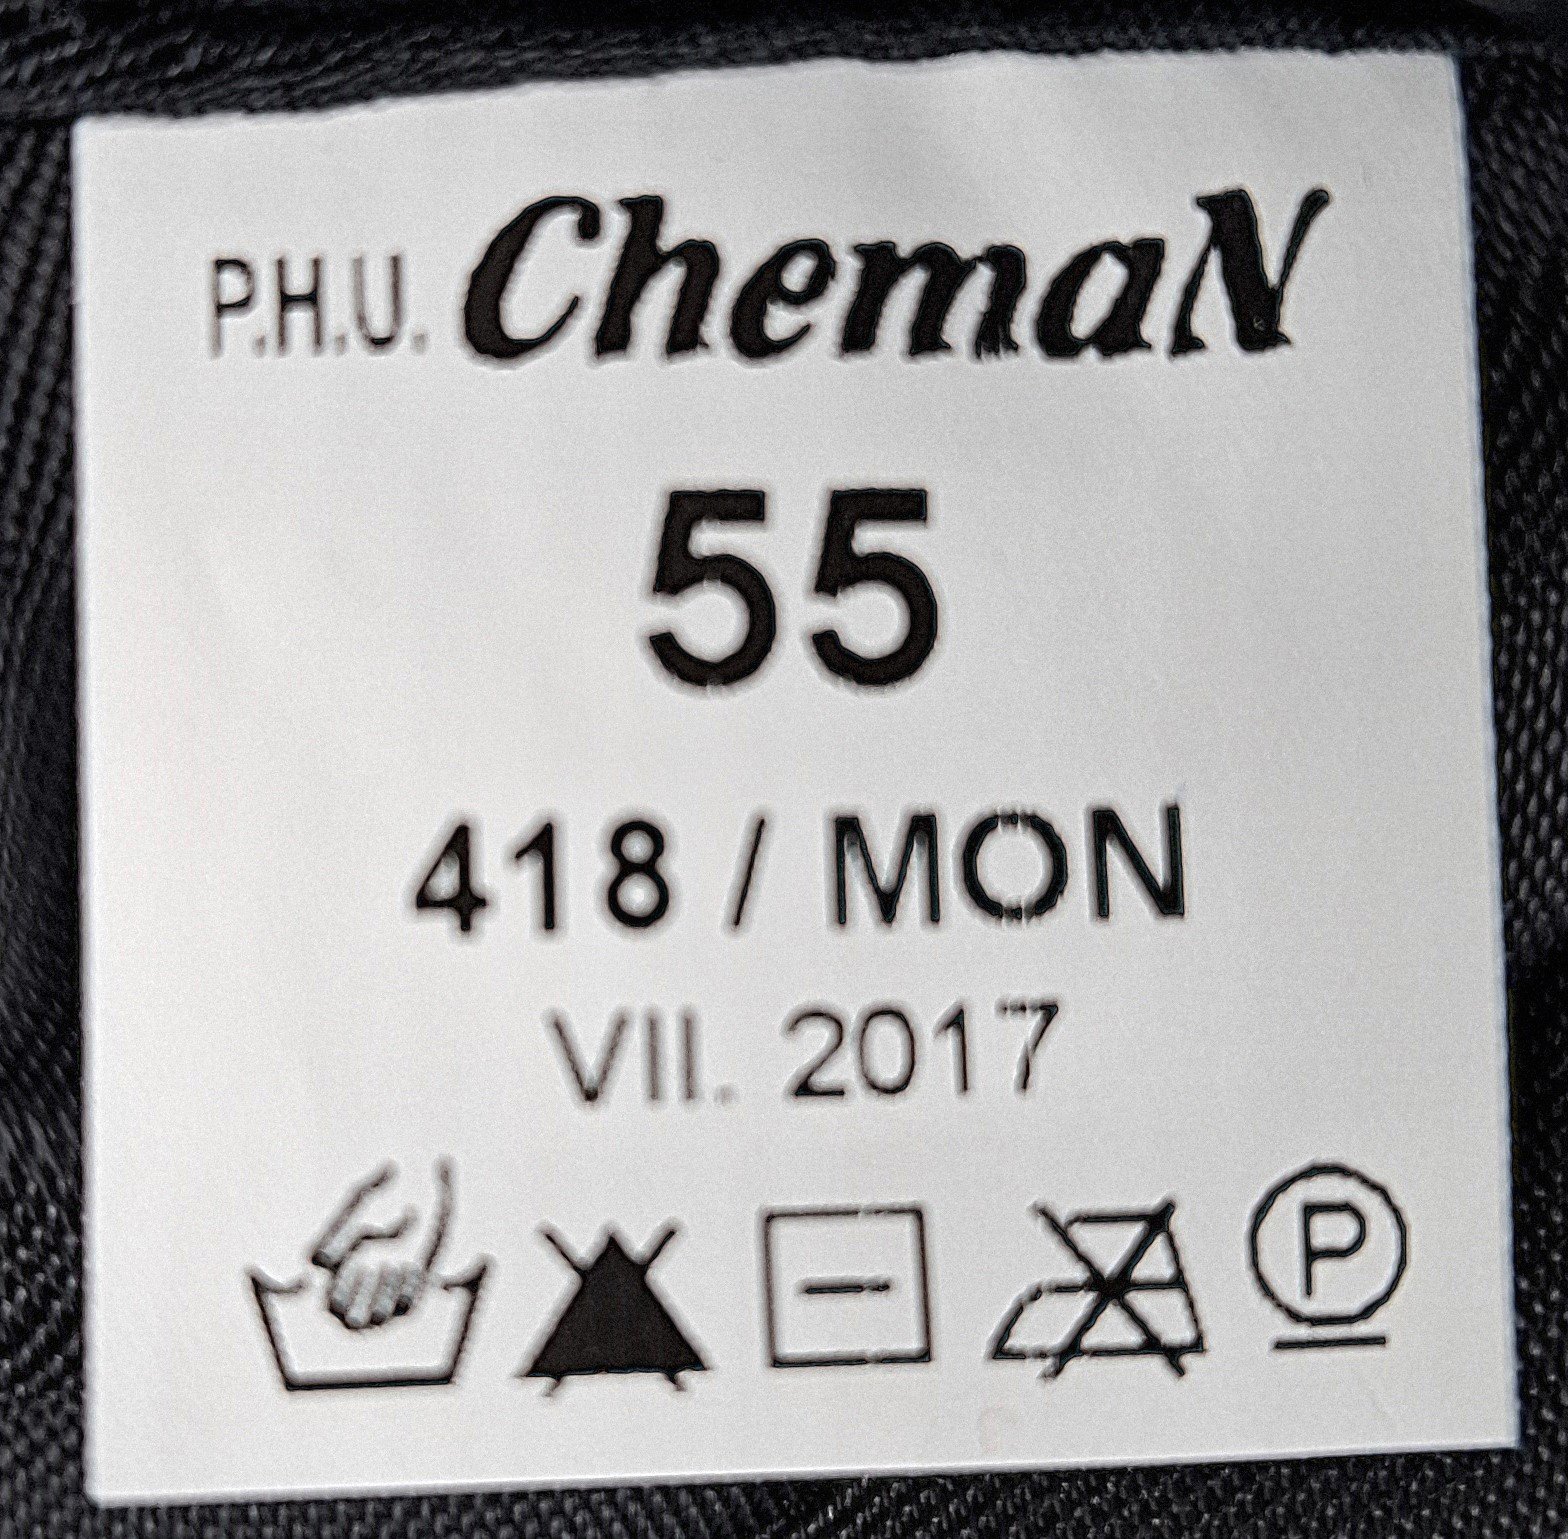 P.H.U. ChemaN
55
418 / MON
VII. 2017
P